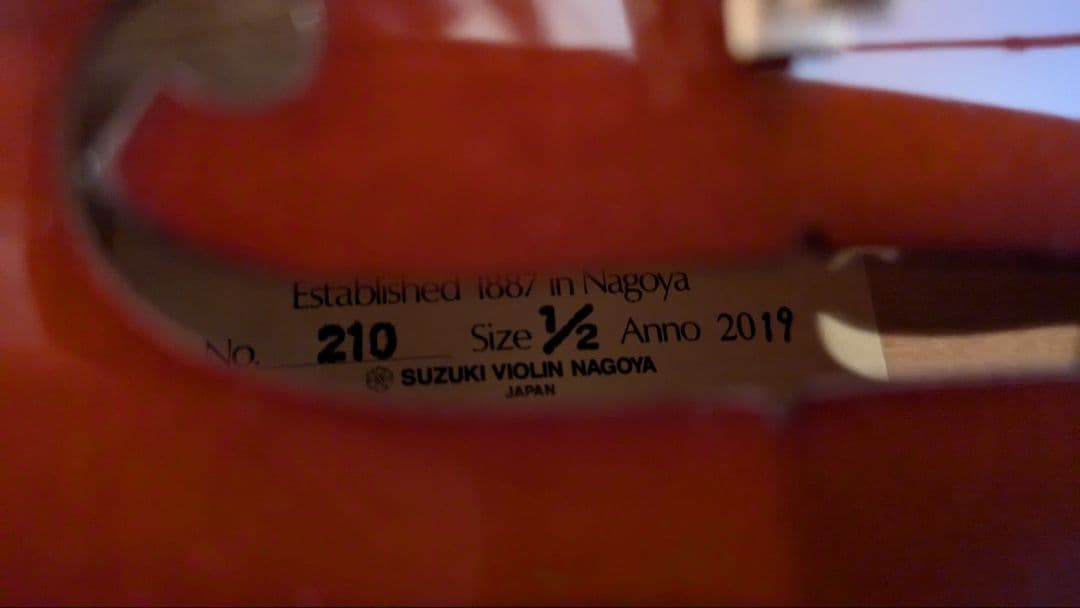 Established 1887 in Nagoya
No. 210 Size 1/2 Anno 2019
SUZUKI VIOLIN NAGOYA
JAPAN